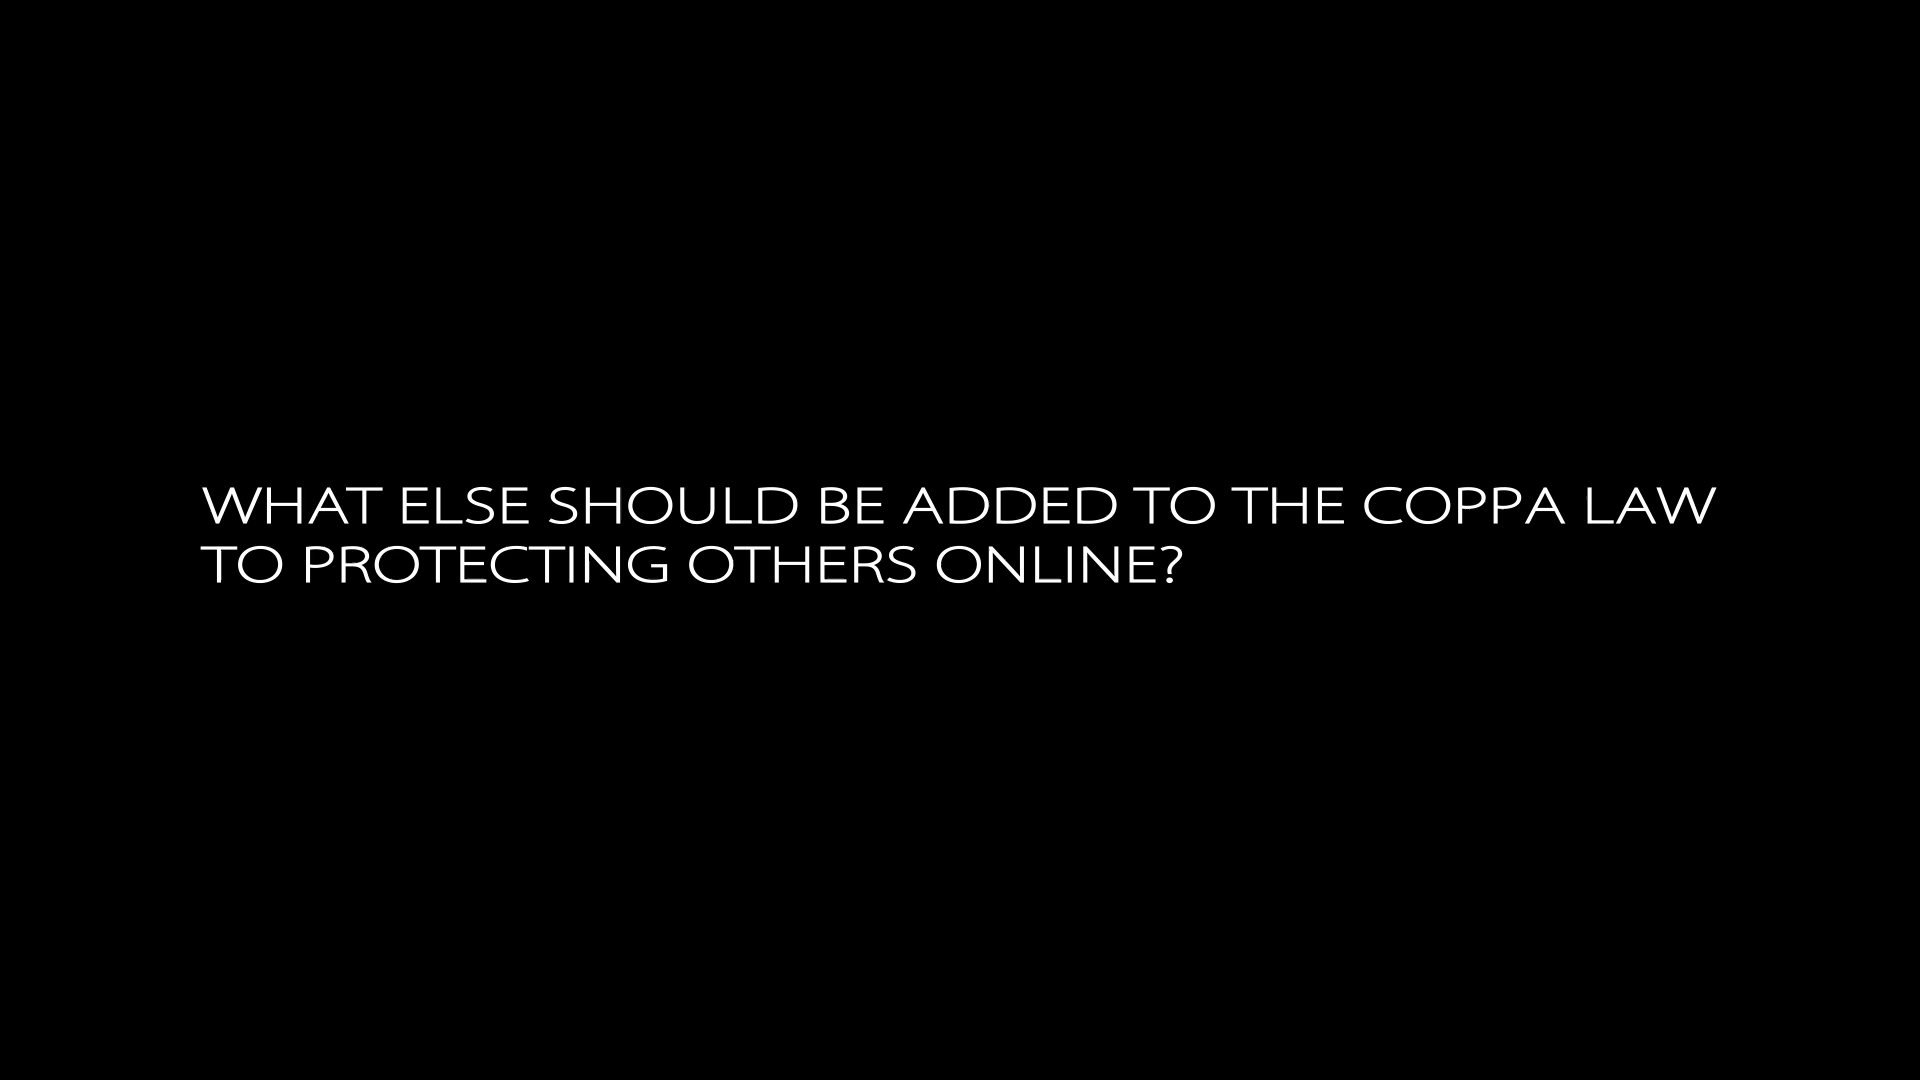 WHAT ELSE SHOULD BE ADDED TO THE COPPA LAW
TO PROTECTING OTHERS ONLINE?